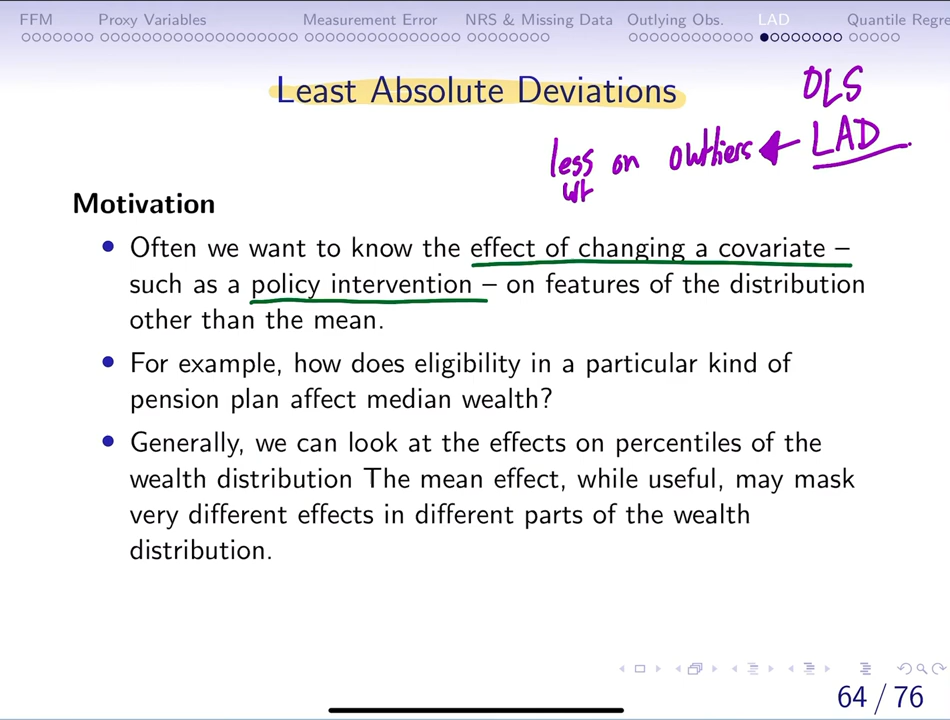 FFM Proxy Variables Measurement Error NRS & Missing Data Outlying Obs. LAD Quantile Regre
Least Absolute Deviations
OLS
LAD
less wt on outliers
Motivation
• Often we want to know the effect of changing a covariate –
such as a policy intervention – on features of the distribution
other than the mean.
• For example, how does eligibility in a particular kind of
pension plan affect median wealth?
• Generally, we can look at the effects on percentiles of the
wealth distribution The mean effect, while useful, may mask
very different effects in different parts of the wealth
distribution.
64 / 76